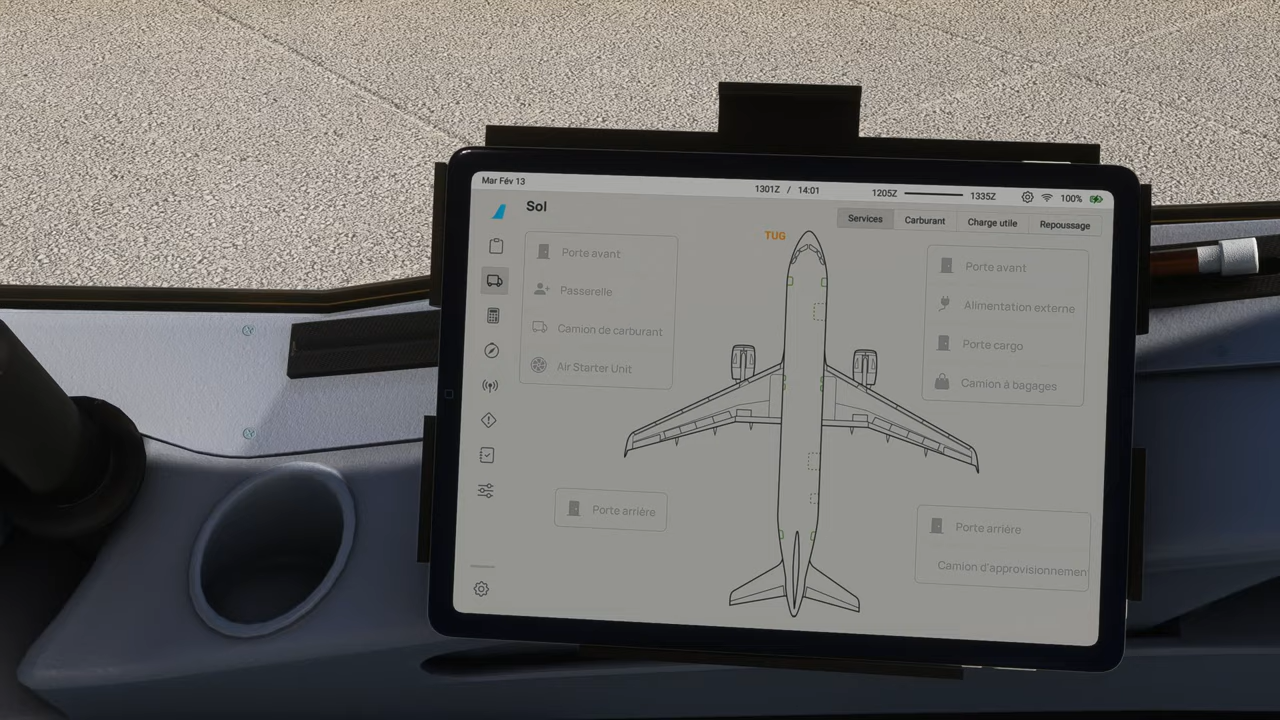 Mar Fév 13
1301Z / 14:01
1205Z
1335Z
100%
Sol
Services
Carburant
Charge utile
Repoussage
TUG
Porte avant
Passerelle
Camion de carburant
Air Starter Unit
Porte avant
Alimentation externe
Porte cargo
Camion à bagages
Porte arrière
Porte arrière
Camion d'approvisionnemen